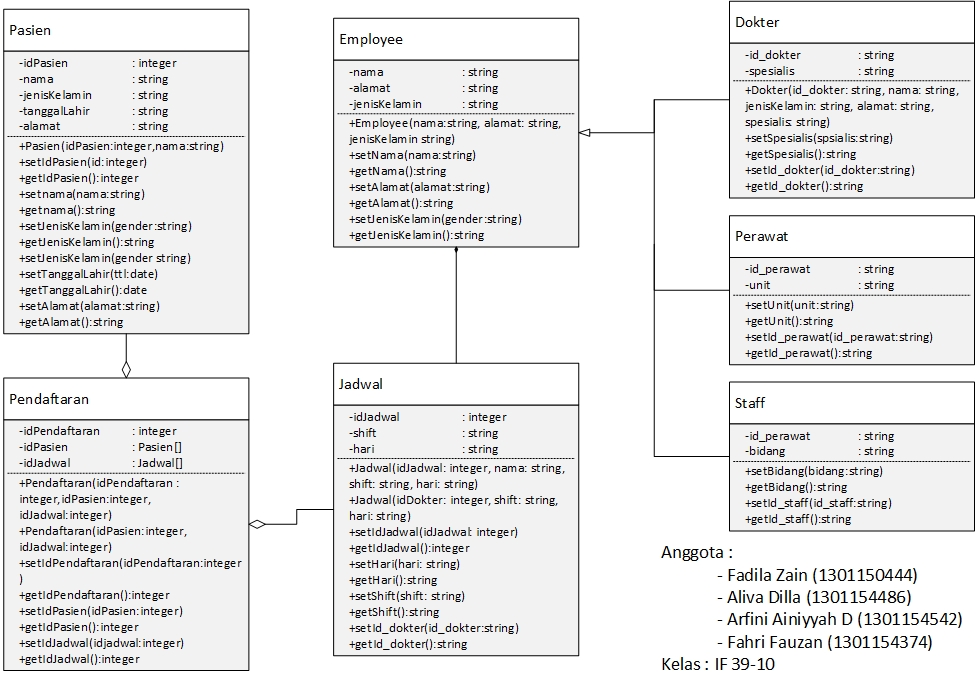 Pasien
-idPasien : integer
-nama : string
-jenisKelamin : string
-tanggalLahir : string
-alamat : string
+Pasien(idPasien:integer,nama:string)
+setIdPasien(id:integer)
+getIdPasien():integer
+setnama(nama:string)
+getnama():string
+setJenisKelamin(gender:string)
+getJenisKelamin():string
+setJenisKelamin(gender string)
+setTanggalLahir(ttl:date)
+getTanggalLahir():date
+setAlamat(alamat:string)
+getAlamat():string
Pendaftaran
-idPendaftaran : integer
-idPasien : Pasien[]
-idJadwal : Jadwal[]
+Pendaftaran(idPendaftaran :
integer,idPasien:integer,
idJadwal:integer)
+Pendaftaran(idPasien:integer,
idJadwal:integer)
+setIdPendaftaran(idPendaftaran:integer
)
+getIdPendaftaran():integer
+setIdPasien(idPasien:integer)
+getIdPasien():integer
+setIdJadwal(idjadwal:integer)
+getIdJadwal():integer
Employee
-nama : string
-alamat : string
-jenisKelamin : string
+Employee(nama:string, alamat: string,
jenisKelamin string)
+setNama(nama:string)
+getNama():string
+setAlamat(alamat:string)
+getAlamat():string
+setJenisKelamin(gender:string)
+getJenisKelamin():string
Jadwal
-idJadwal : integer
-shift : string
-hari : string
+Jadwal(idJadwal: integer, nama: string,
shift: string, hari: string)
+Jadwal(idDokter: integer, shift: string,
hari: string)
+setIdJadwal(idJadwal: integer)
+getIdJadwal():integer
+setHari(hari: string)
+getHari():string
+setShift(shift: string)
+getShift():string
+setId_dokter(id_dokter:string)
+getId_dokter():string
Dokter
-id_dokter : string
-spesialis : string
+Dokter(id_dokter: string, nama: string,
jenisKelamin: string, alamat: string,
spesialis: string)
+setSpesialis(spsialis:string)
+getSpesialis():string
+setId_dokter(id_dokter:string)
+getId_dokter():string
Perawat
-id_perawat : string
-unit : string
+setUnit(unit:string)
+getUnit():string
+setId_perawat(id_perawat:string)
+getId_perawat():string
Staff
-id_perawat : string
-bidang : string
+setBidang(bidang:string)
+getBidang():string
+setId_staff(id_staff:string)
+getId_staff():string
Anggota :
- Fadila Zain (1301150444)
- Aliva Dilla (1301154486)
- Arfini Ainiyyah D (1301154542)
- Fahri Fauzan (1301154374)
Kelas : IF 39-10